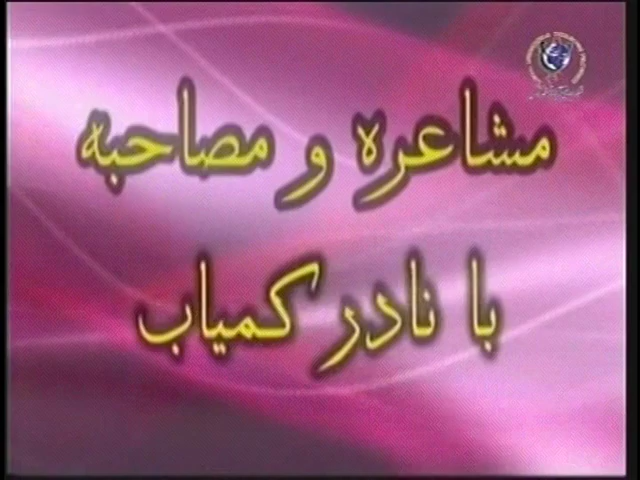 مشاعره و مصاحبه
با نادر کمیاب